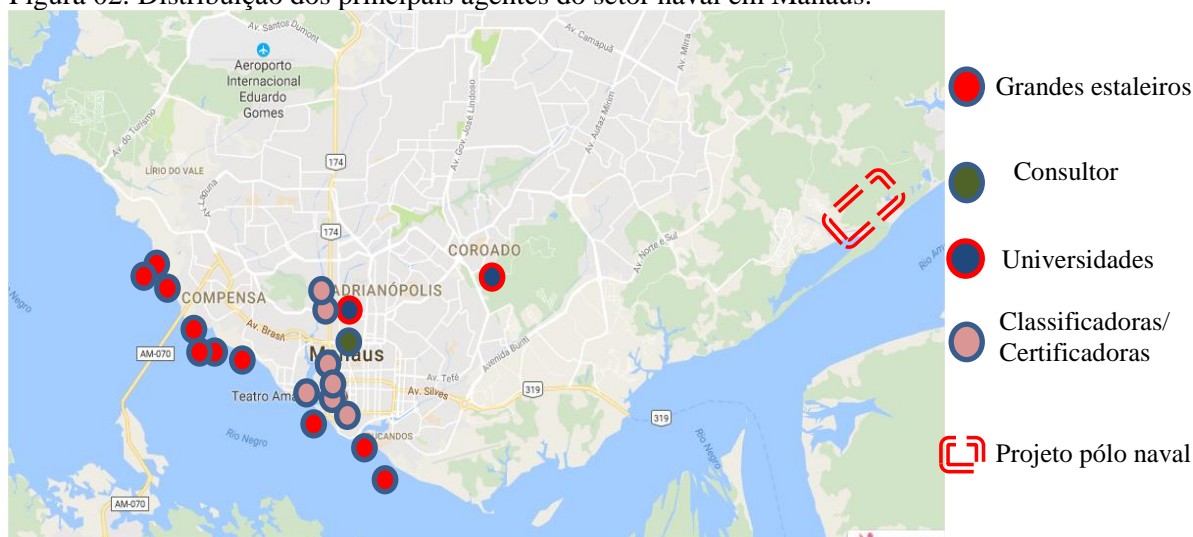 Figura 02: Distribuição dos principais agentes do setor naval em Manaus.
Av. Santos Dumont
Av. Camapuã
Av. Mirra
Aeroporto
Internacional
Eduardo
Gomes
Av. do Turismo
Av. Gov. José Lindoso
Av. Autaz Mirim
174
LÍRIO DO VALE
Av. Laguna
174
COROADO
Av. Norte e Sul
Rio Am
Rio Negro
COMPENSA
ADRIANÓPOLIS
Av. Brasil
Avenida Buriti
Manaus
AM-070
Av. Tefé
Teatro Ama
Av. Silves
319
319
Rio Negro
UCANDOS
Rio Negro
AM-070
Grandes estaleiros
Consultor
Universidades
Classificadoras/
Certificadoras
Projeto pólo naval